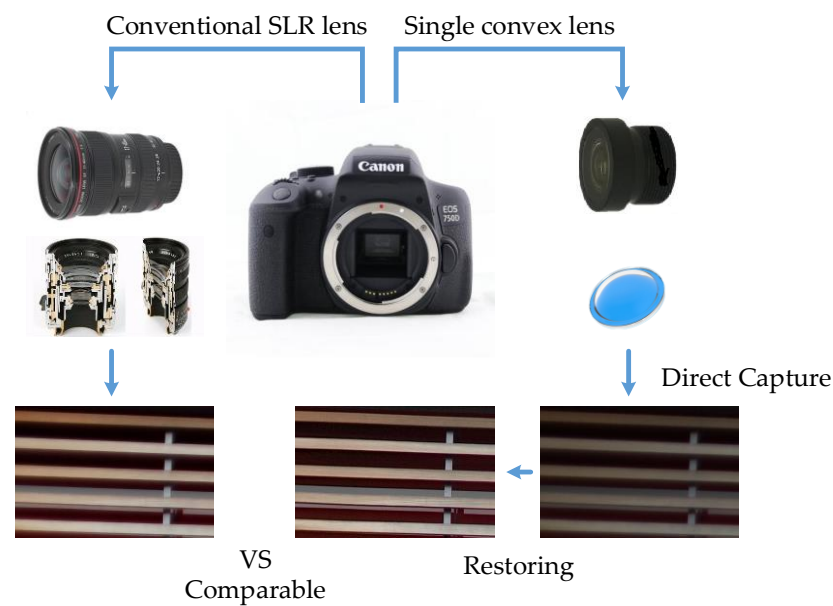 Conventional SLR lens
Single convex lens
Canon
EOS
750D
Direct Capture
VS
Comparable
Restoring